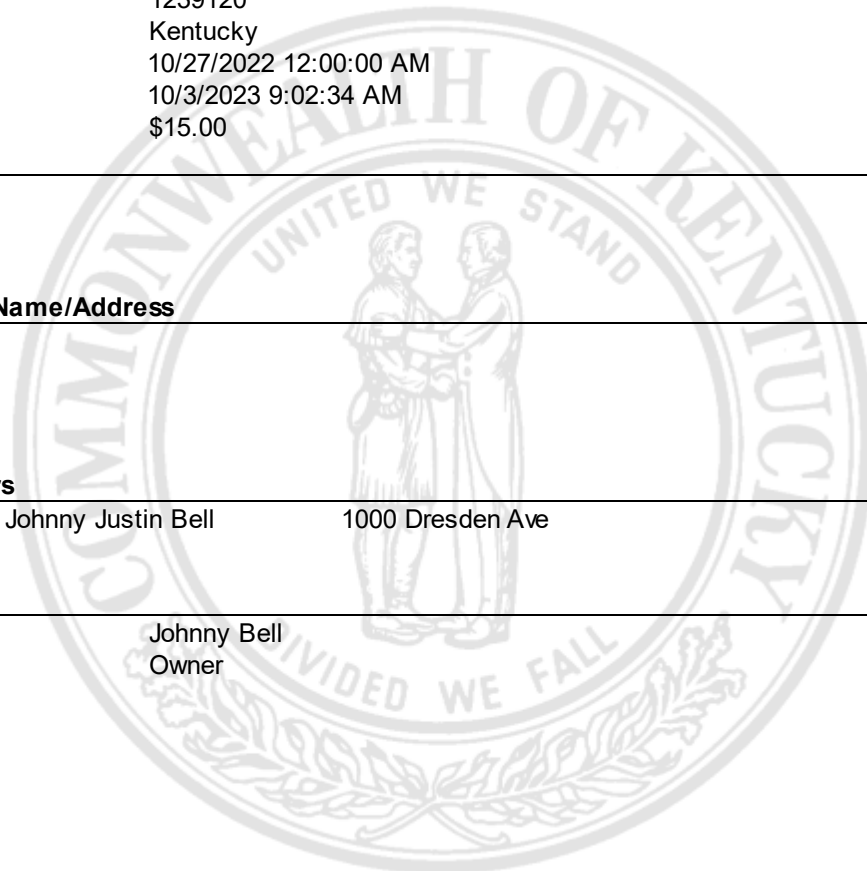 Kentucky
10/27/2022 12:00:00 AM
10/3/2023 9:02:34 AM
$15.00
Name/Address
Johnny Justin Bell 1000 Dresden Ave
Johnny Bell
Owner
COMMONWEALTH OF KENTUCKY
UNITED WE STAND
DIVIDED WE FALL